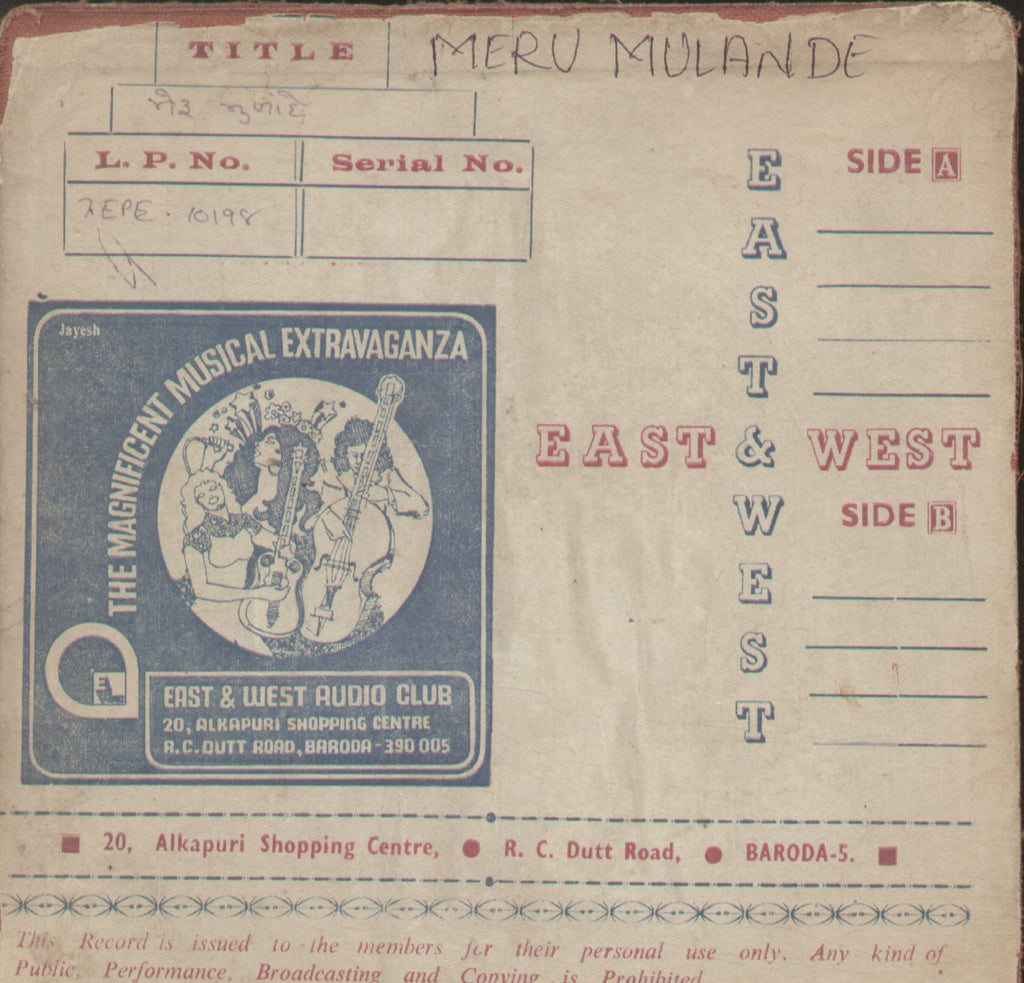 TITLE MERU MULANDE
L. P. No. Serial No.
10198
SIDE A
EAST & WEST
EAST & WEST
SIDE B
Jayesh
THE MAGNIFICENT MUSICAL EXTRAVAGANZA
EAST & WEST AUDIO CLUB
20, ALKAPURI SHOPPING CENTRE
R.C. DUTT ROAD, BARODA-390 005
20, Alkapuri Shopping Centre, R. C. Dutt Road, BARODA-5.
This Record is issued to the members for their personal use only. Any kind of
Public, Performance, Broadcasting and Copying is Prohibited